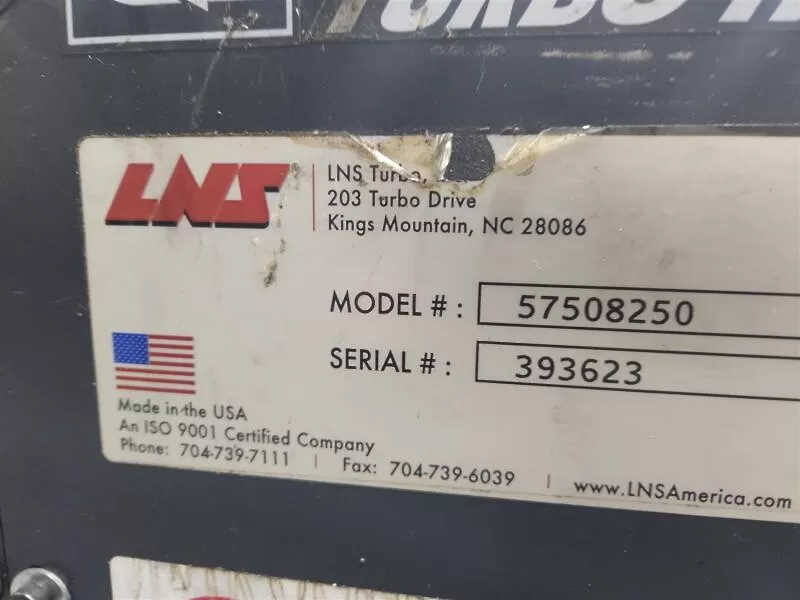 TURBO
LNS
LNS Turbo,
203 Turbo Drive
Kings Mountain, NC 28086
MODEL # : 57508250
SERIAL # : 393623
Made in the USA
An ISO 9001 Certified Company
Phone: 704-739-7111 | Fax: 704-739-6039 | www.LNSAmerica.com